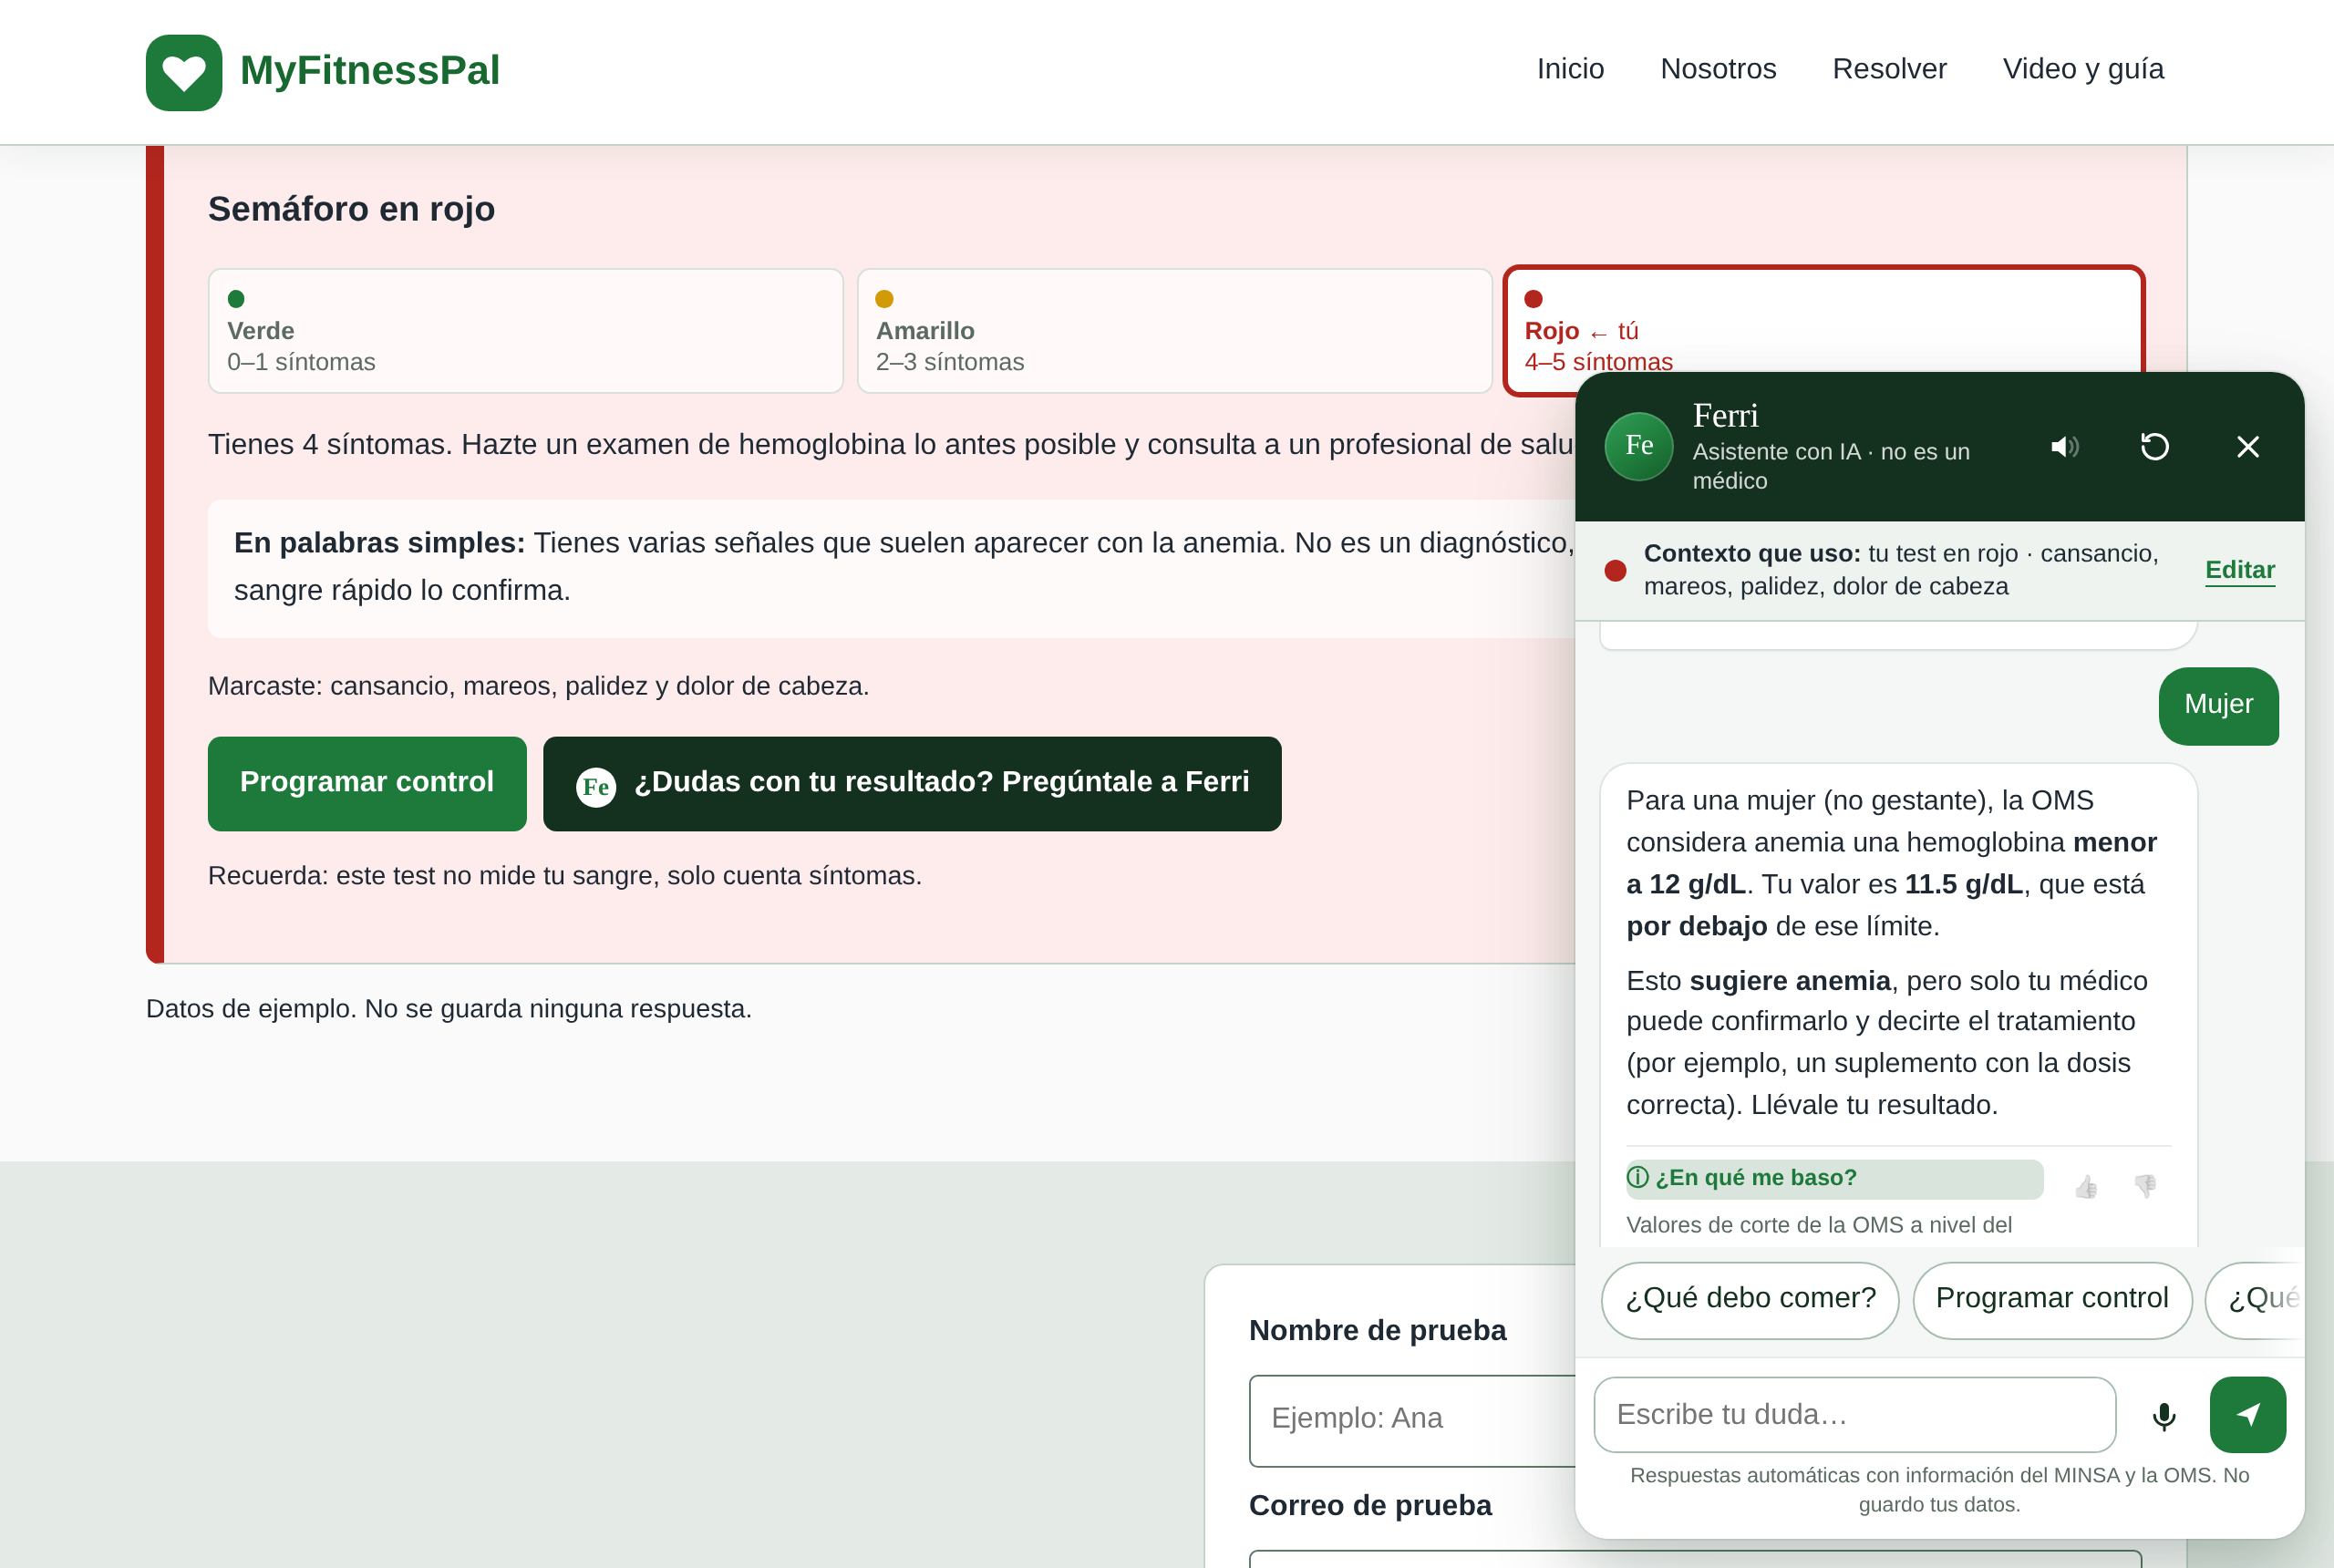 MyFitnessPal
Inicio
Nosotros
Resolver
Video y guía
Semáforo en rojo
Verde
0–1 síntomas
Amarillo
2–3 síntomas
Rojo ← tú
4–5 síntomas
Tienes 4 síntomas. Hazte un examen de hemoglobina lo antes posible y consulta a un profesional de salu
En palabras simples: Tienes varias señales que suelen aparecer con la anemia. No es un diagnóstico,
sangre rápido lo confirma.
Marcaste: cansancio, mareos, palidez y dolor de cabeza.
Programar control
Fe ¿Dudas con tu resultado? Pregúntale a Ferri
Recuerda: este test no mide tu sangre, solo cuenta síntomas.
Datos de ejemplo. No se guarda ninguna respuesta.
Nombre de prueba
Ejemplo: Ana
Correo de prueba
Fe
Ferri
Asistente con IA · no es un
médico
Contexto que uso: tu test en rojo · cansancio,
mareos, palidez, dolor de cabeza
Editar
Mujer
Para una mujer (no gestante), la OMS
considera anemia una hemoglobina menor
a 12 g/dL. Tu valor es 11.5 g/dL, que está
por debajo de ese límite.
Esto sugiere anemia, pero solo tu médico
puede confirmarlo y decirte el tratamiento
(por ejemplo, un suplemento con la dosis
correcta). Llévale tu resultado.
ⓘ ¿En qué me baso?
Valores de corte de la OMS a nivel del
¿Qué debo comer?
Programar control
¿Qué
Escribe tu duda…
Respuestas automáticas con información del MINSA y la OMS. No
guardo tus datos.